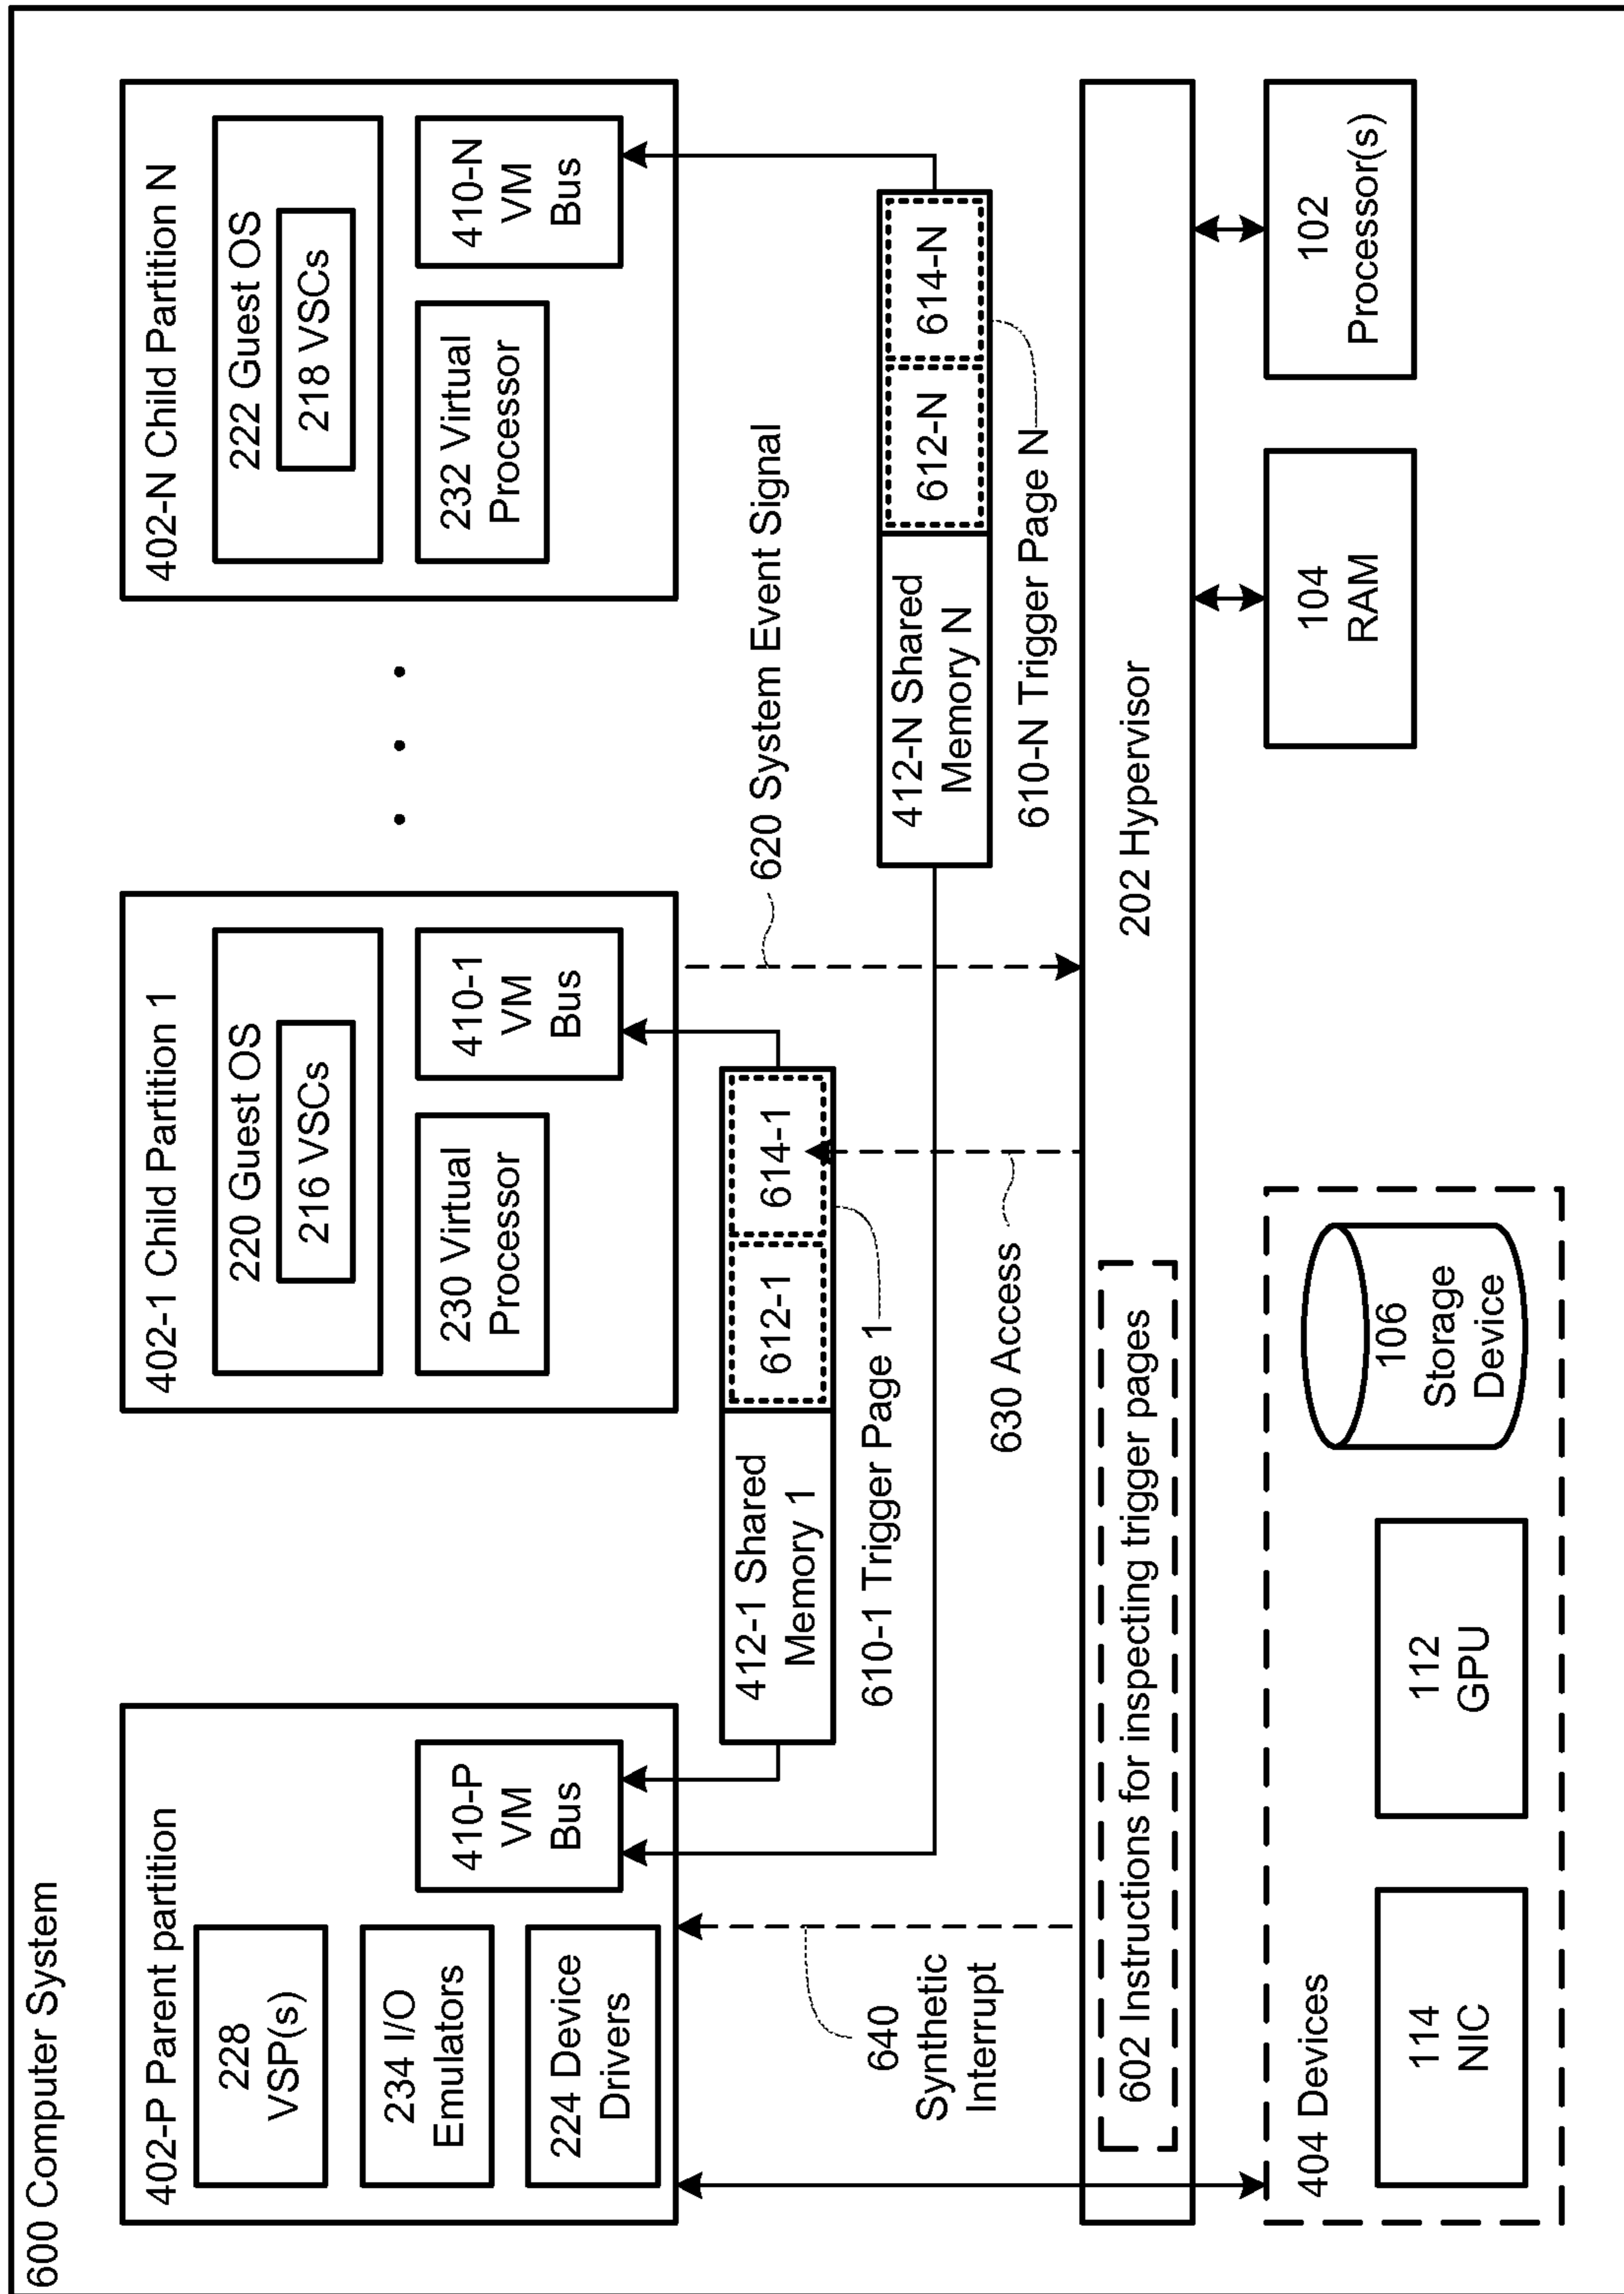 600 Computer System
402-P Parent partition
228
VSP(s)
234 I/O
Emulators
224 Device
Drivers
410-P
VM
Bus
402-1 Child Partition 1
220 Guest OS
216 VSCs
230 Virtual
Processor
410-1
VM
Bus
402-N Child Partition N
222 Guest OS
218 VSCs
232 Virtual
Processor
410-N
VM
Bus
412-1 Shared
Memory 1
612-1
614-1
610-1 Trigger Page 1
620 System Event Signal
412-N Shared
Memory N
612-N
614-N
610-N Trigger Page N
640
Synthetic
Interrupt
630 Access
602 Instructions for inspecting trigger pages
202 Hypervisor
404 Devices
114
NIC
112
GPU
106
Storage
Device
104
RAM
102
Processor(s)